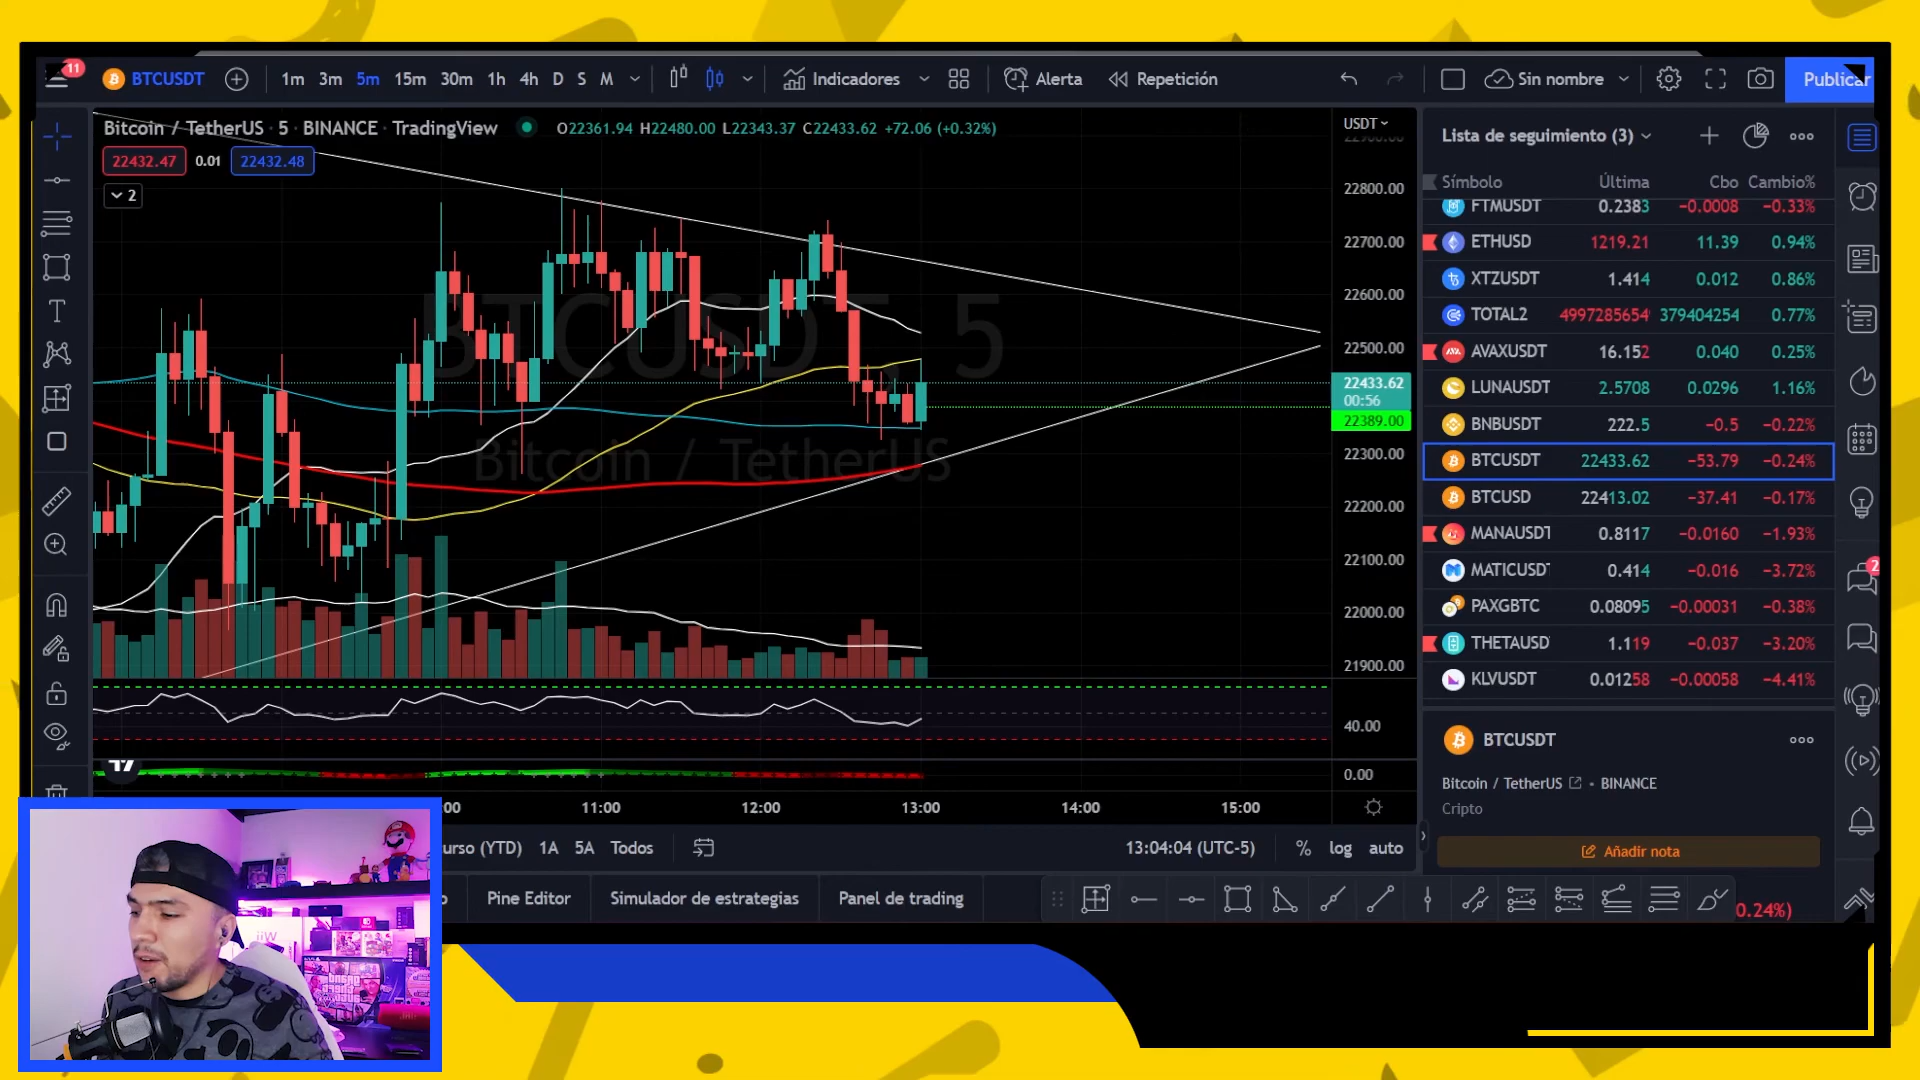 11
BTCUSDT
1m 3m 5m 15m 30m 1h 4h D S M
Indicadores
Alerta
Repetición
Sin nombre
Publicar
Bitcoin / TetherUS · 5 · BINANCE · TradingView
O22361.94 H22480.00 L22343.37 C22433.62 +72.06 (+0.32%)
22432.47 0.01 22432.48
2
BTCUSDT, 5
Bitcoin / TetherUS
USDT
22800.00
22700.00
22600.00
22500.00
22433.62
00:56
22389.00
22300.00
22200.00
22100.00
22000.00
21900.00
40.00
0.00
11:00 12:00 13:00 14:00 15:00
Lista de seguimiento (3)
Símbolo Última Cbo Cambio%
FTMUSDT 0.2383 −0.0008 −0.33%
ETHUSD 1219.21 11.39 0.94%
XTZUSDT 1.414 0.012 0.86%
TOTAL2 4997285654 379404254 0.77%
AVAXUSDT 16.152 0.040 0.25%
LUNAUSDT 2.5708 0.0296 1.16%
BNBUSDT 222.5 −0.5 −0.22%
BTCUSDT 22433.62 −53.79 −0.24%
BTCUSD 22413.02 −37.41 −0.17%
MANAUSDT 0.8117 −0.0160 −1.93%
MATICUSDT 0.414 −0.016 −3.72%
PAXGBTC 0.08095 −0.00031 −0.38%
THETAUSD 1.119 −0.037 −3.20%
KLVUSDT 0.01258 −0.00058 −4.41%
2
BTCUSDT
Bitcoin / TetherUS • BINANCE
Cripto
Añadir nota
urso (YTD) 1A 5A Todos
13:04:04 (UTC-5) % log auto
Pine Editor
Simulador de estrategias
Panel de trading
0.24%)